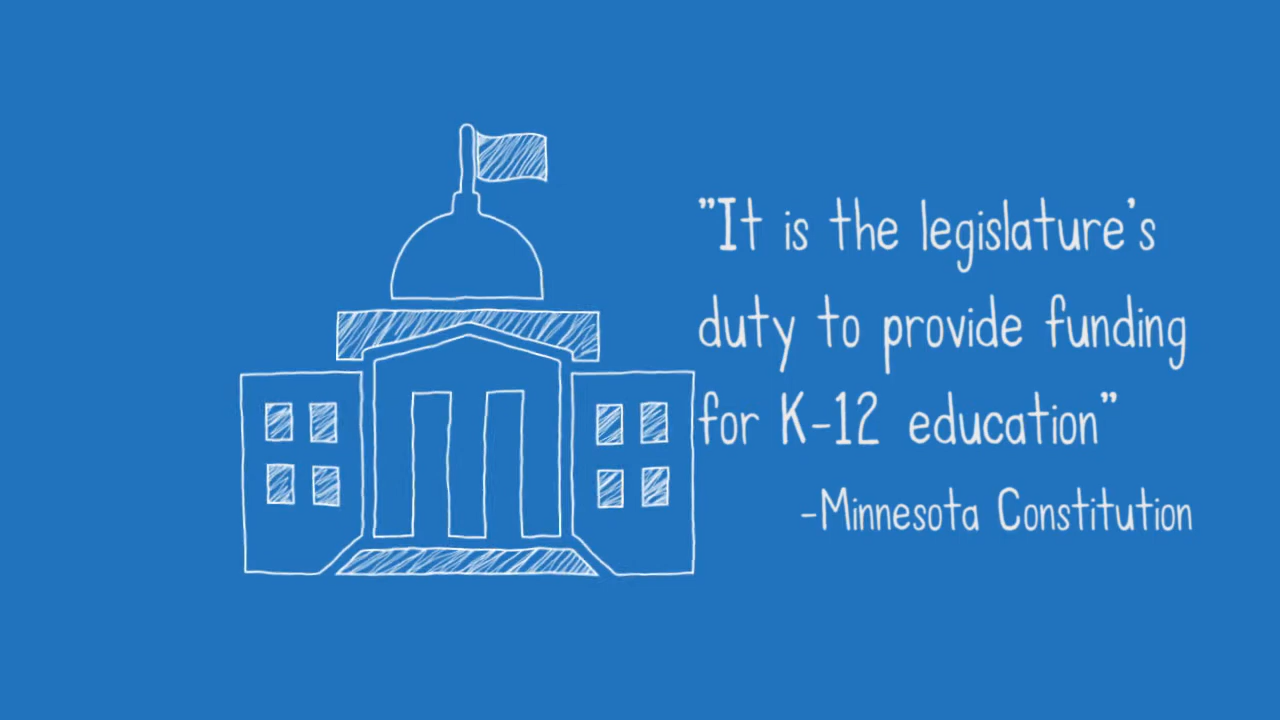 "It is the legislature's
duty to provide funding
for K-12 education"
-Minnesota Constitution